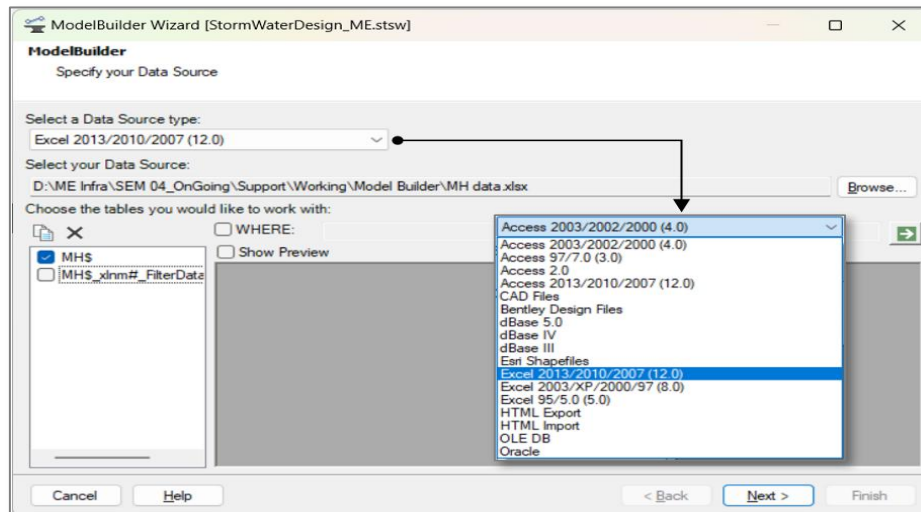 ModelBuilder Wizard [StormWaterDesign_ME.stsw]
ModelBuilder
Specify your Data Source
Select a Data Source type:
Excel 2013/2010/2007 (12.0)
Select your Data Source:
D:\ME Infra\SEM 04_OnGoing\Support\Working\Model Builder\MH data.xlsx
Browse...
Choose the tables you would like to work with:
WHERE:
Show Preview
MH$
MH$_xlnm#_FilterData
Access 2003/2002/2000 (4.0)
Access 2003/2002/2000 (4.0)
Access 97/7.0 (3.0)
Access 2.0
Access 2013/2010/2007 (12.0)
CAD Files
Bentley Design Files
dBase 5.0
dBase IV
dBase III
Esri Shapefiles
Excel 2013/2010/2007 (12.0)
Excel 2003/XP/2000/97 (8.0)
Excel 95/5.0 (5.0)
HTML Export
HTML Import
OLE DB
Oracle
Cancel
Help
< Back
Next >
Finish